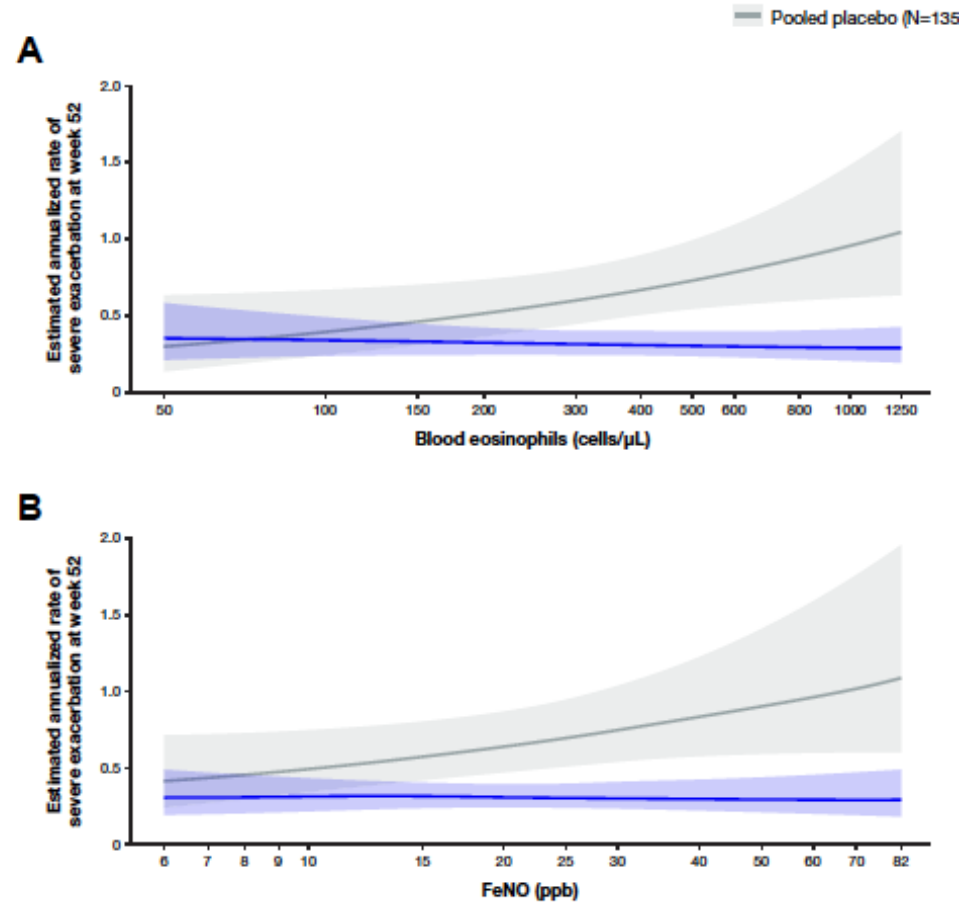 Pooled placebo (N=135
A
Estimated annualized rate of
severe exacerbation at week 52
2.0
1.5
1.0
0.5
0
50 100 150 200 300 400 500 600 800 1000 1250
Blood eosinophils (cells/µL)
B
Estimated annualized rate of
severe exacerbation at week 52
2.0
1.5
1.0
0.5
0
6 7 8 9 10 15 20 25 30 40 50 60 70 82
FeNO (ppb)